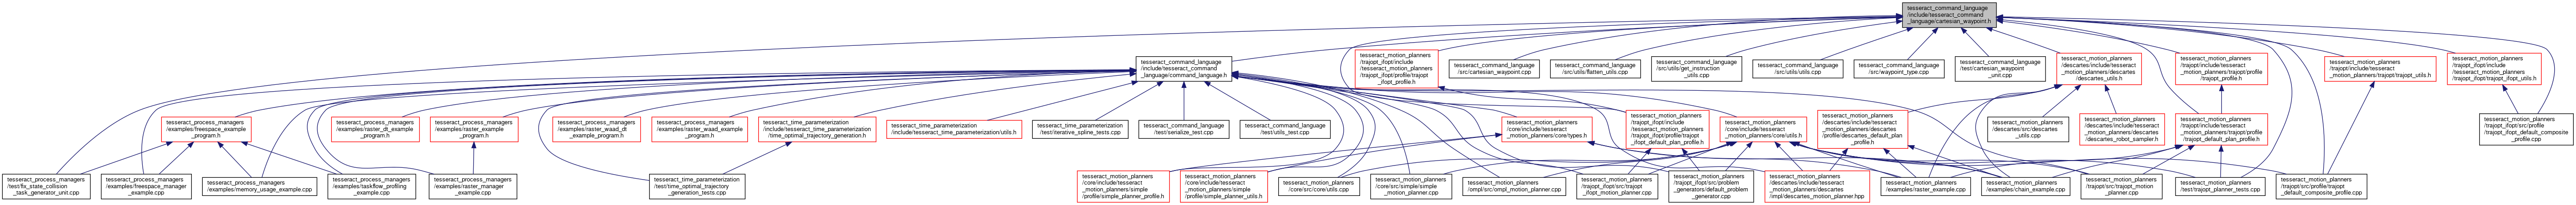 tesseract_command_language
/include/tesseract_command
_language/cartesian_waypoint.h
tesseract_command_language
/include/tesseract_command
_language/command_language.h
tesseract_motion_planners
/trajopt_ifopt/include
/tesseract_motion_planners
/trajopt_ifopt/profile/trajopt
_ifopt_profile.h
tesseract_command_language
/src/cartesian_waypoint.cpp
tesseract_command_language
/src/utils/flatten_utils.cpp
tesseract_command_language
/src/utils/get_instruction
_utils.cpp
tesseract_command_language
/src/utils/utils.cpp
tesseract_command_language
/src/waypoint_type.cpp
tesseract_command_language
/test/cartesian_waypoint
_unit.cpp
tesseract_motion_planners
/descartes/include/tesseract
_motion_planners/descartes
/descartes_utils.h
tesseract_motion_planners
/trajopt/include/tesseract
_motion_planners/trajopt/profile
/trajopt_profile.h
tesseract_motion_planners
/trajopt/include/tesseract
_motion_planners/trajopt/trajopt_utils.h
tesseract_motion_planners
/trajopt_ifopt/include
/tesseract_motion_planners
/trajopt_ifopt/trajopt_ifopt_utils.h
tesseract_process_managers
/examples/freespace_example
_program.h
tesseract_process_managers
/examples/raster_dt_example
_program.h
tesseract_process_managers
/examples/raster_example
_program.h
tesseract_process_managers
/examples/raster_waad_dt
_example_program.h
tesseract_process_managers
/examples/raster_waad_example
_program.h
tesseract_time_parameterization
/include/tesseract_time_parameterization
/time_optimal_trajectory_generation.h
tesseract_time_parameterization
/include/tesseract_time_parameterization/utils.h
tesseract_time_parameterization
/test/iterative_spline_tests.cpp
tesseract_command_language
/test/serialize_test.cpp
tesseract_command_language
/test/utils_test.cpp
tesseract_motion_planners
/core/include/tesseract
_motion_planners/core/types.h
tesseract_motion_planners
/trajopt_ifopt/include
/tesseract_motion_planners
/trajopt_ifopt/profile/trajopt
_ifopt_default_plan_profile.h
tesseract_motion_planners
/core/include/tesseract
_motion_planners/core/utils.h
tesseract_motion_planners
/descartes/include/tesseract
_motion_planners/descartes
/profile/descartes_default_plan
_profile.h
tesseract_motion_planners
/descartes/src/descartes
_utils.cpp
tesseract_motion_planners
/descartes/include/tesseract
_motion_planners/descartes
/descartes_robot_sampler.h
tesseract_motion_planners
/trajopt/include/tesseract
_motion_planners/trajopt/profile
/trajopt_default_plan_profile.h
tesseract_motion_planners
/trajopt_ifopt/src/profile
/trajopt_ifopt_default_composite
_profile.cpp
tesseract_process_managers
/test/fix_state_collision
_task_generator_unit.cpp
tesseract_process_managers
/examples/freespace_manager
_example.cpp
tesseract_process_managers
/examples/memory_usage_example.cpp
tesseract_process_managers
/examples/taskflow_profiling
_example.cpp
tesseract_process_managers
/examples/raster_manager
_example.cpp
tesseract_time_parameterization
/test/time_optimal_trajectory
_generation_tests.cpp
tesseract_motion_planners
/core/include/tesseract
_motion_planners/simple
/profile/simple_planner_profile.h
tesseract_motion_planners
/core/include/tesseract
_motion_planners/simple
/profile/simple_planner_utils.h
tesseract_motion_planners
/core/src/core/utils.cpp
tesseract_motion_planners
/core/src/simple/simple
_motion_planner.cpp
tesseract_motion_planners
/ompl/src/ompl_motion_planner.cpp
tesseract_motion_planners
/trajopt_ifopt/src/trajopt
_ifopt_motion_planner.cpp
tesseract_motion_planners
/trajopt_ifopt/src/problem
_generators/default_problem
_generator.cpp
tesseract_motion_planners
/descartes/include/tesseract
_motion_planners/descartes
/impl/descartes_motion_planner.hpp
tesseract_motion_planners
/examples/raster_example.cpp
tesseract_motion_planners
/examples/chain_example.cpp
tesseract_motion_planners
/trajopt/src/trajopt_motion
_planner.cpp
tesseract_motion_planners
/test/trajopt_planner_tests.cpp
tesseract_motion_planners
/trajopt/src/profile/trajopt
_default_composite_profile.cpp